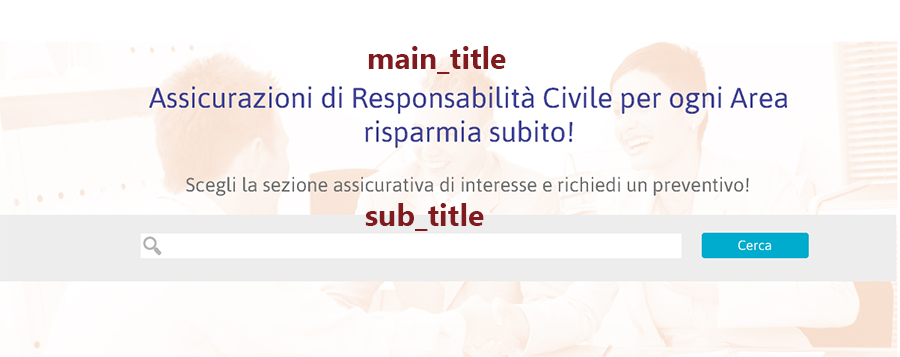 main_title
Assicurazioni di Responsabilità Civile per ogni Area
risparmia subito!
Scegli la sezione assicurativa di interesse e richiedi un preventivo!
sub_title
Cerca